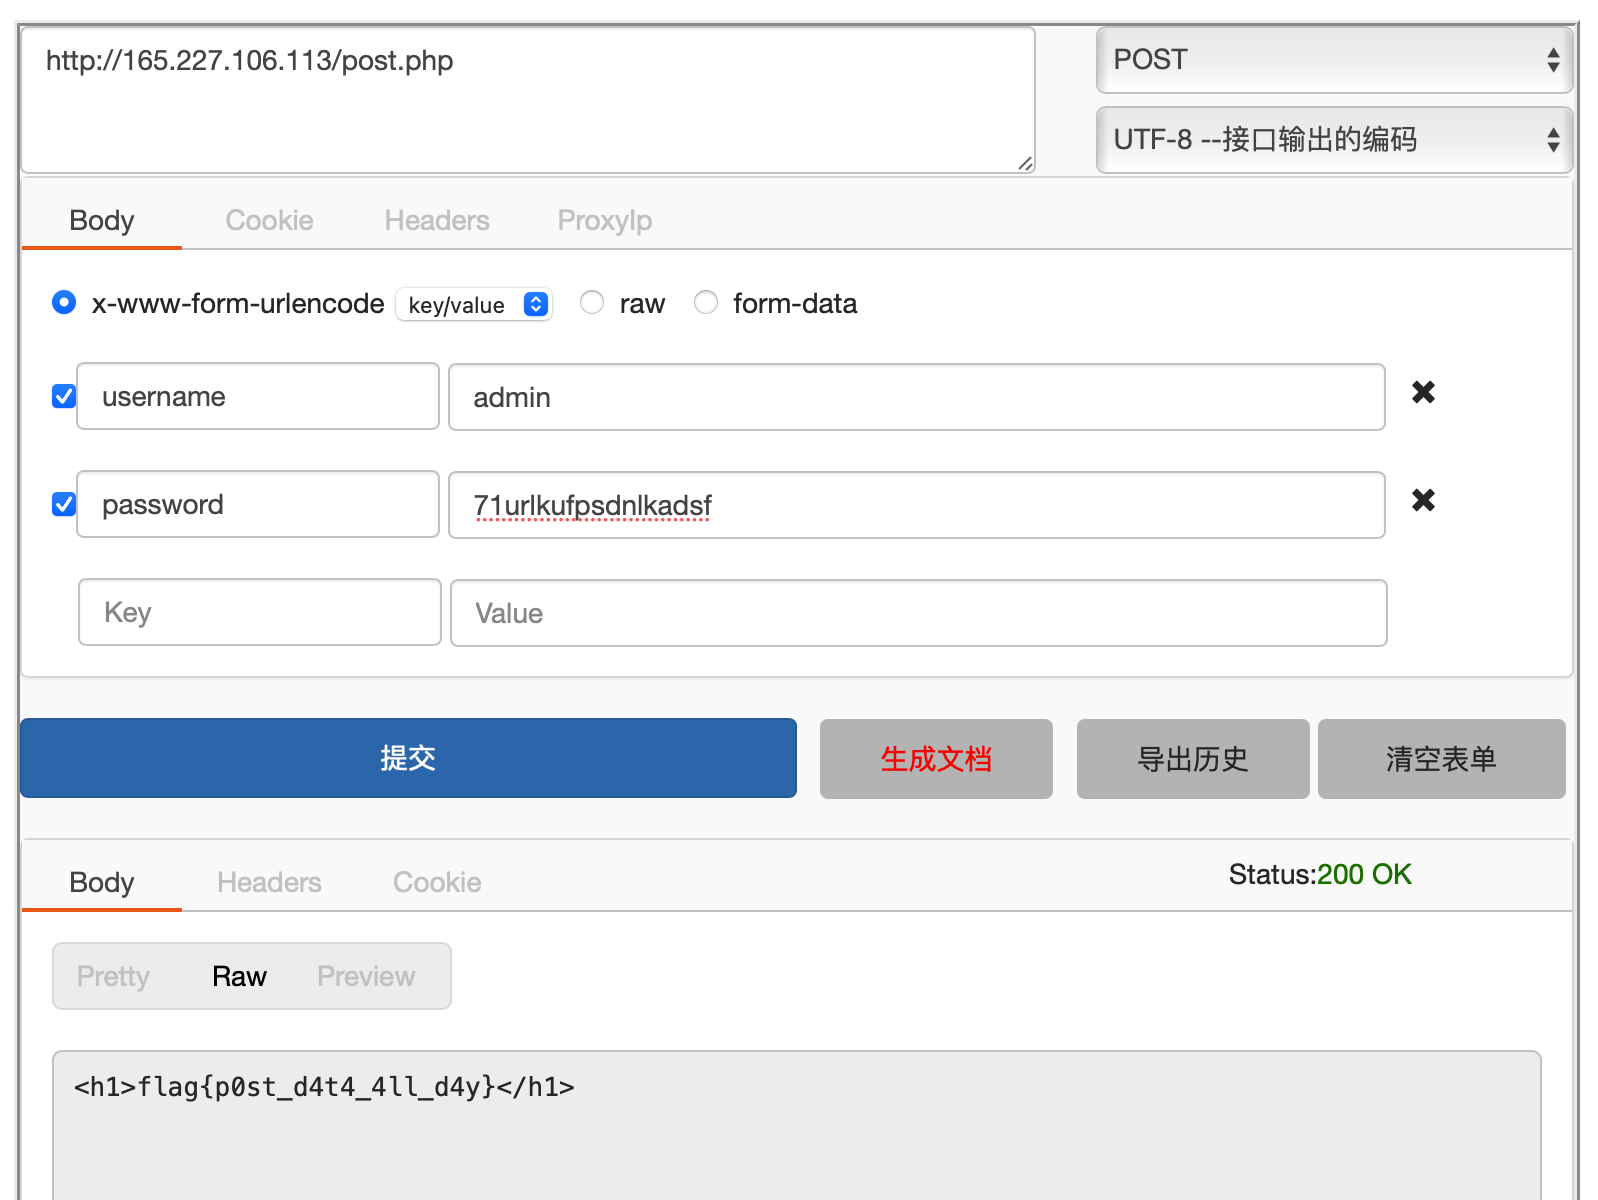 http://165.227.106.113/post.php
POST
UTF-8 --接口输出的编码
Body Cookie Headers ProxyIp
x-www-form-urlencode key/value raw form-data
username admin
password 71urlkufpsdnlkadsf
Key Value
提交 生成文档 导出历史 清空表单
Body Headers Cookie Status:200 OK
Pretty Raw Preview
<h1>flag{p0st_d4t4_4ll_d4y}</h1>